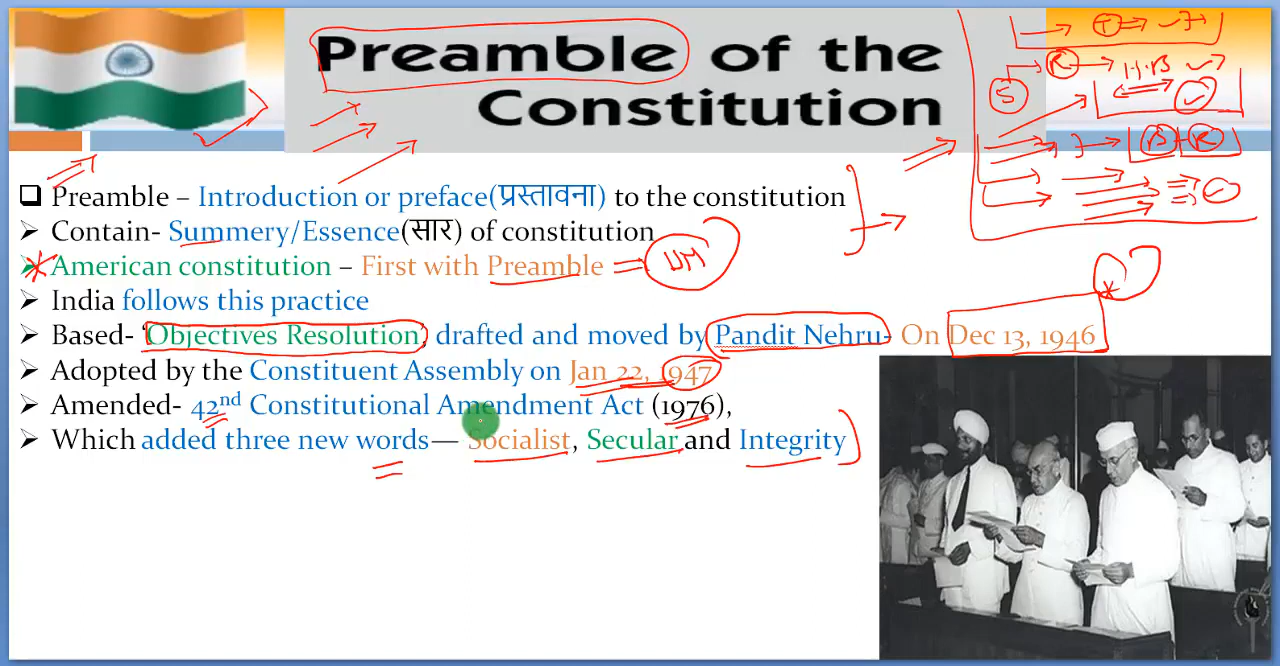 Preamble of the
Constitution
Preamble – Introduction or preface(प्रस्तावना) to the constitution
Contain- Summery/Essence(सार) of constitution
American constitution – First with Preamble
India follows this practice
Based- ‘Objectives Resolution’, drafted and moved by Pandit Nehru- On Dec 13, 1946
Adopted by the Constituent Assembly on Jan 22, 1947
Amended- 42nd Constitutional Amendment Act (1976),
Which added three new words— Socialist, Secular and Integrity